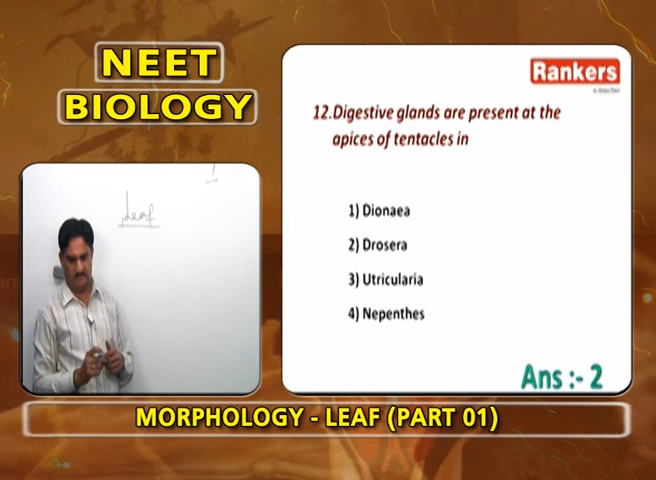 NEET
BIOLOGY
Rankers
12.Digestive glands are present at the
apices of tentacles in
1) Dionaea
2) Drosera
3) Utricularia
4) Nepenthes
Ans :- 2
Leaf
MORPHOLOGY - LEAF (PART 01)